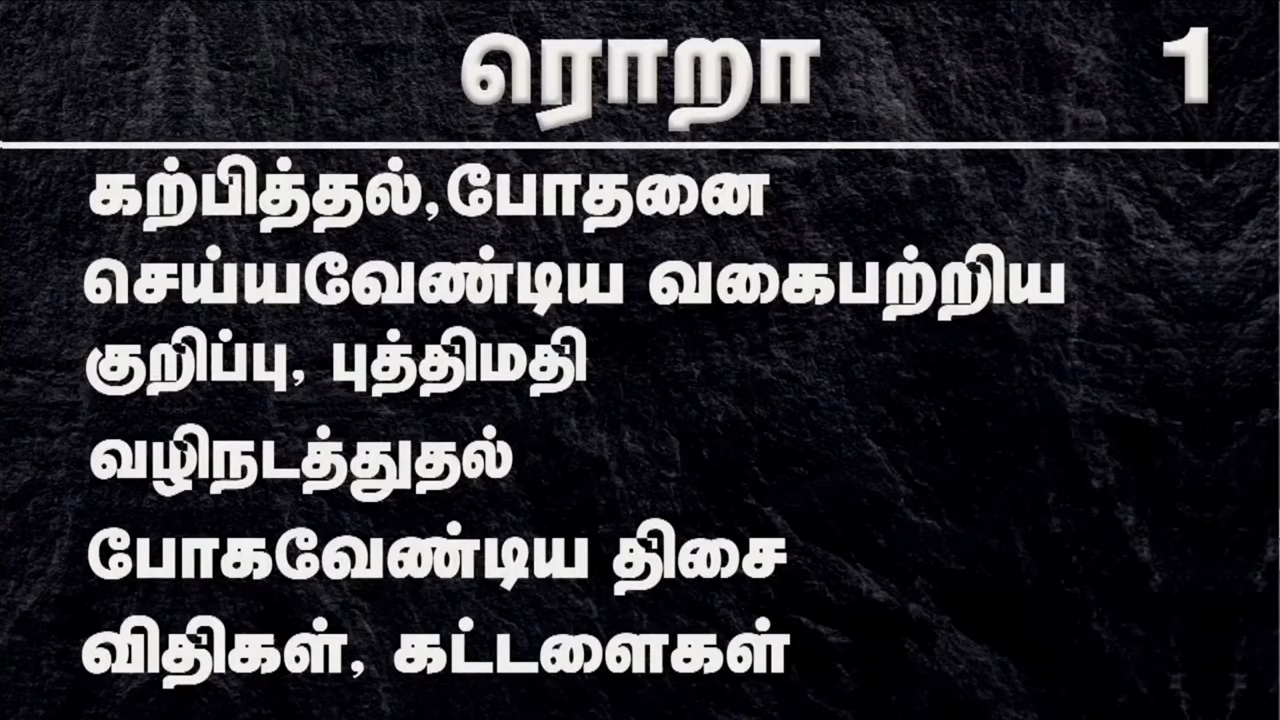 ரொறா 1
கற்பித்தல்,போதனை
செய்யவேண்டிய வகைபற்றிய
குறிப்பு, புத்திமதி
வழிநடத்துதல்
போகவேண்டிய திசை
விதிகள், கட்டளைகள்